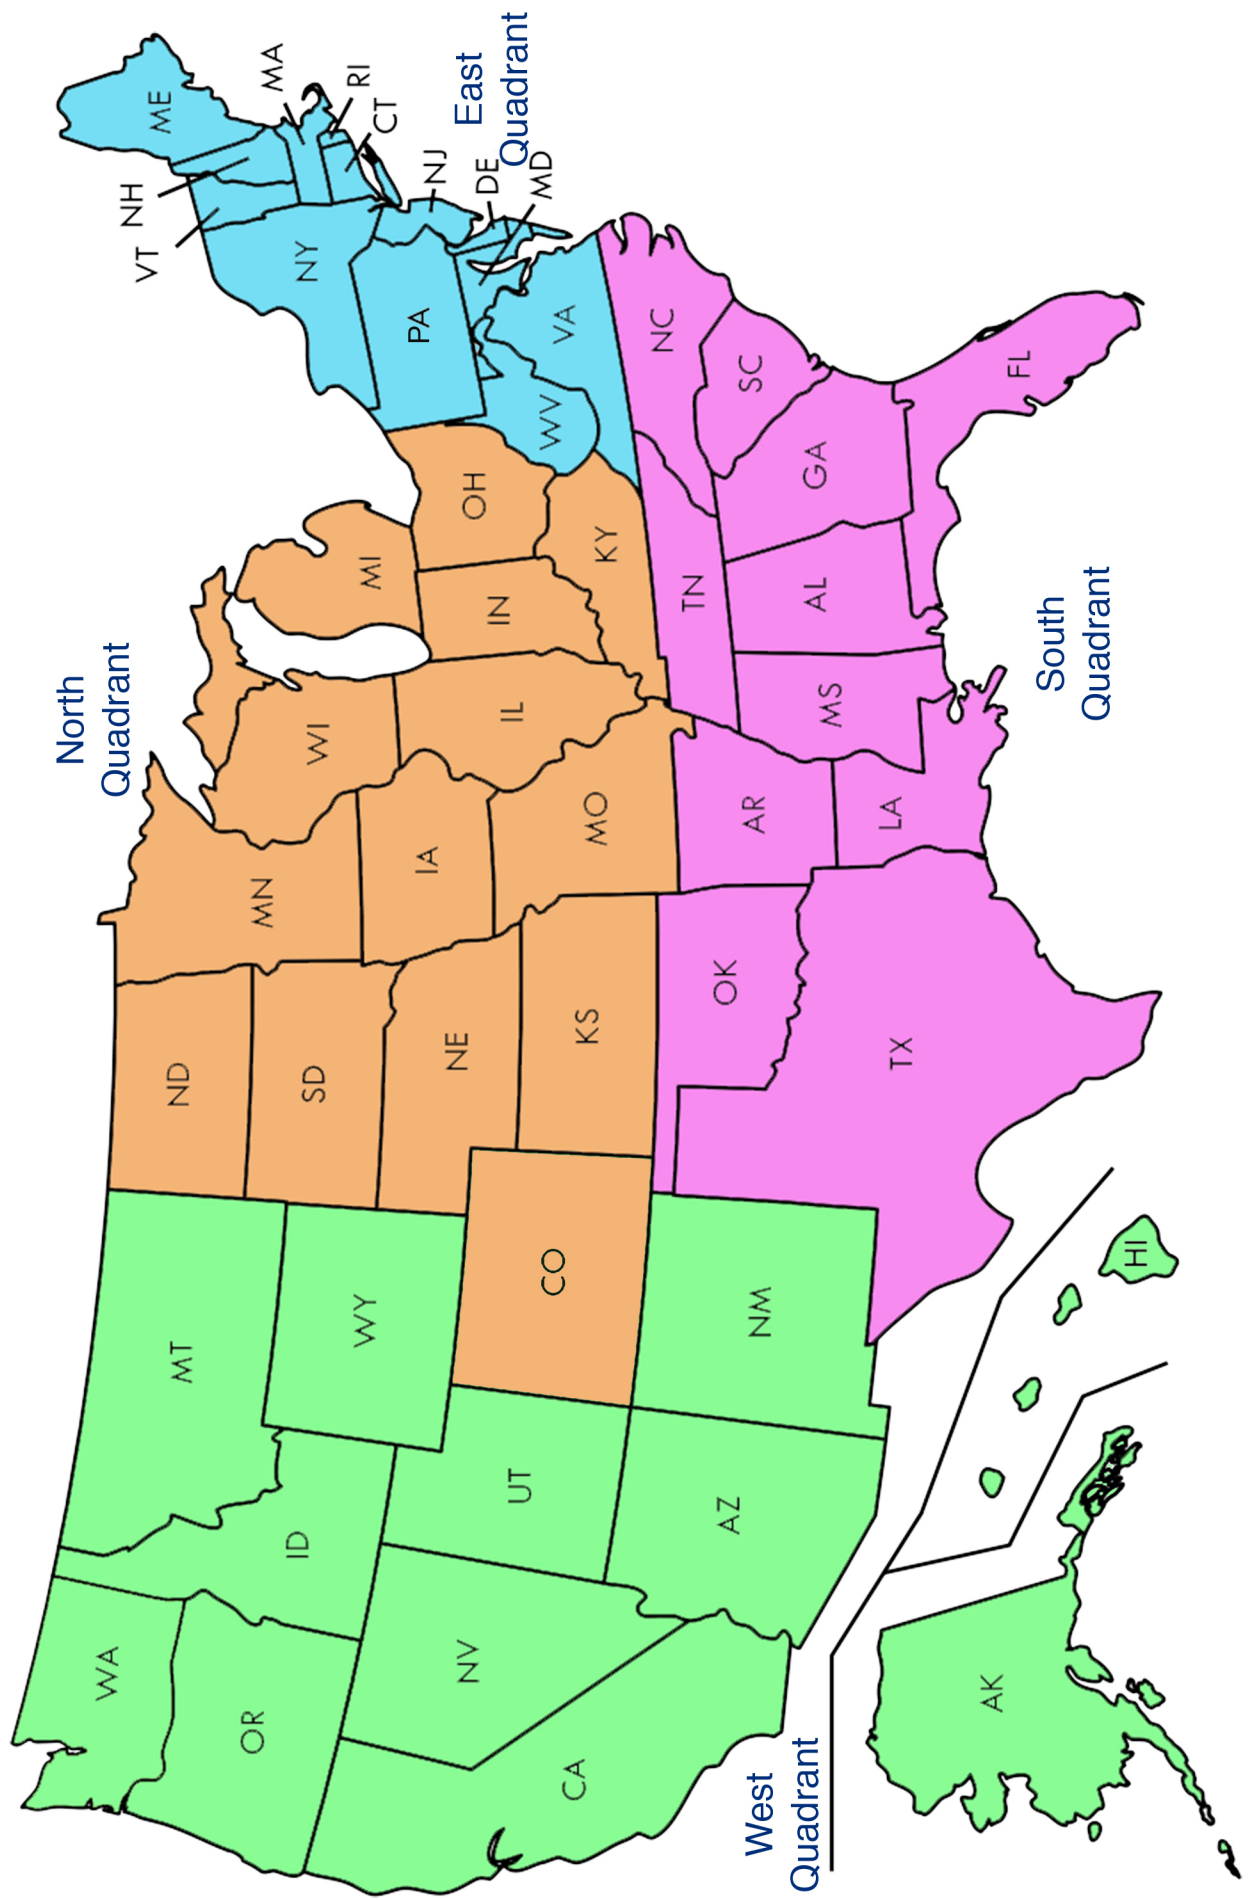 North
Quadrant
East
Quadrant
South
Quadrant
West
Quadrant
WA
OR
CA
NV
ID
MT
WY
UT
AZ
NM
AK
HI
CO
ND
SD
NE
KS
MN
IA
MO
WI
IL
MI
IN
OH
KY
OK
TX
AR
LA
MS
AL
TN
GA
FL
SC
NC
VA
WV
PA
NY
VT
NH
ME
MA
RI
CT
NJ
DE
MD